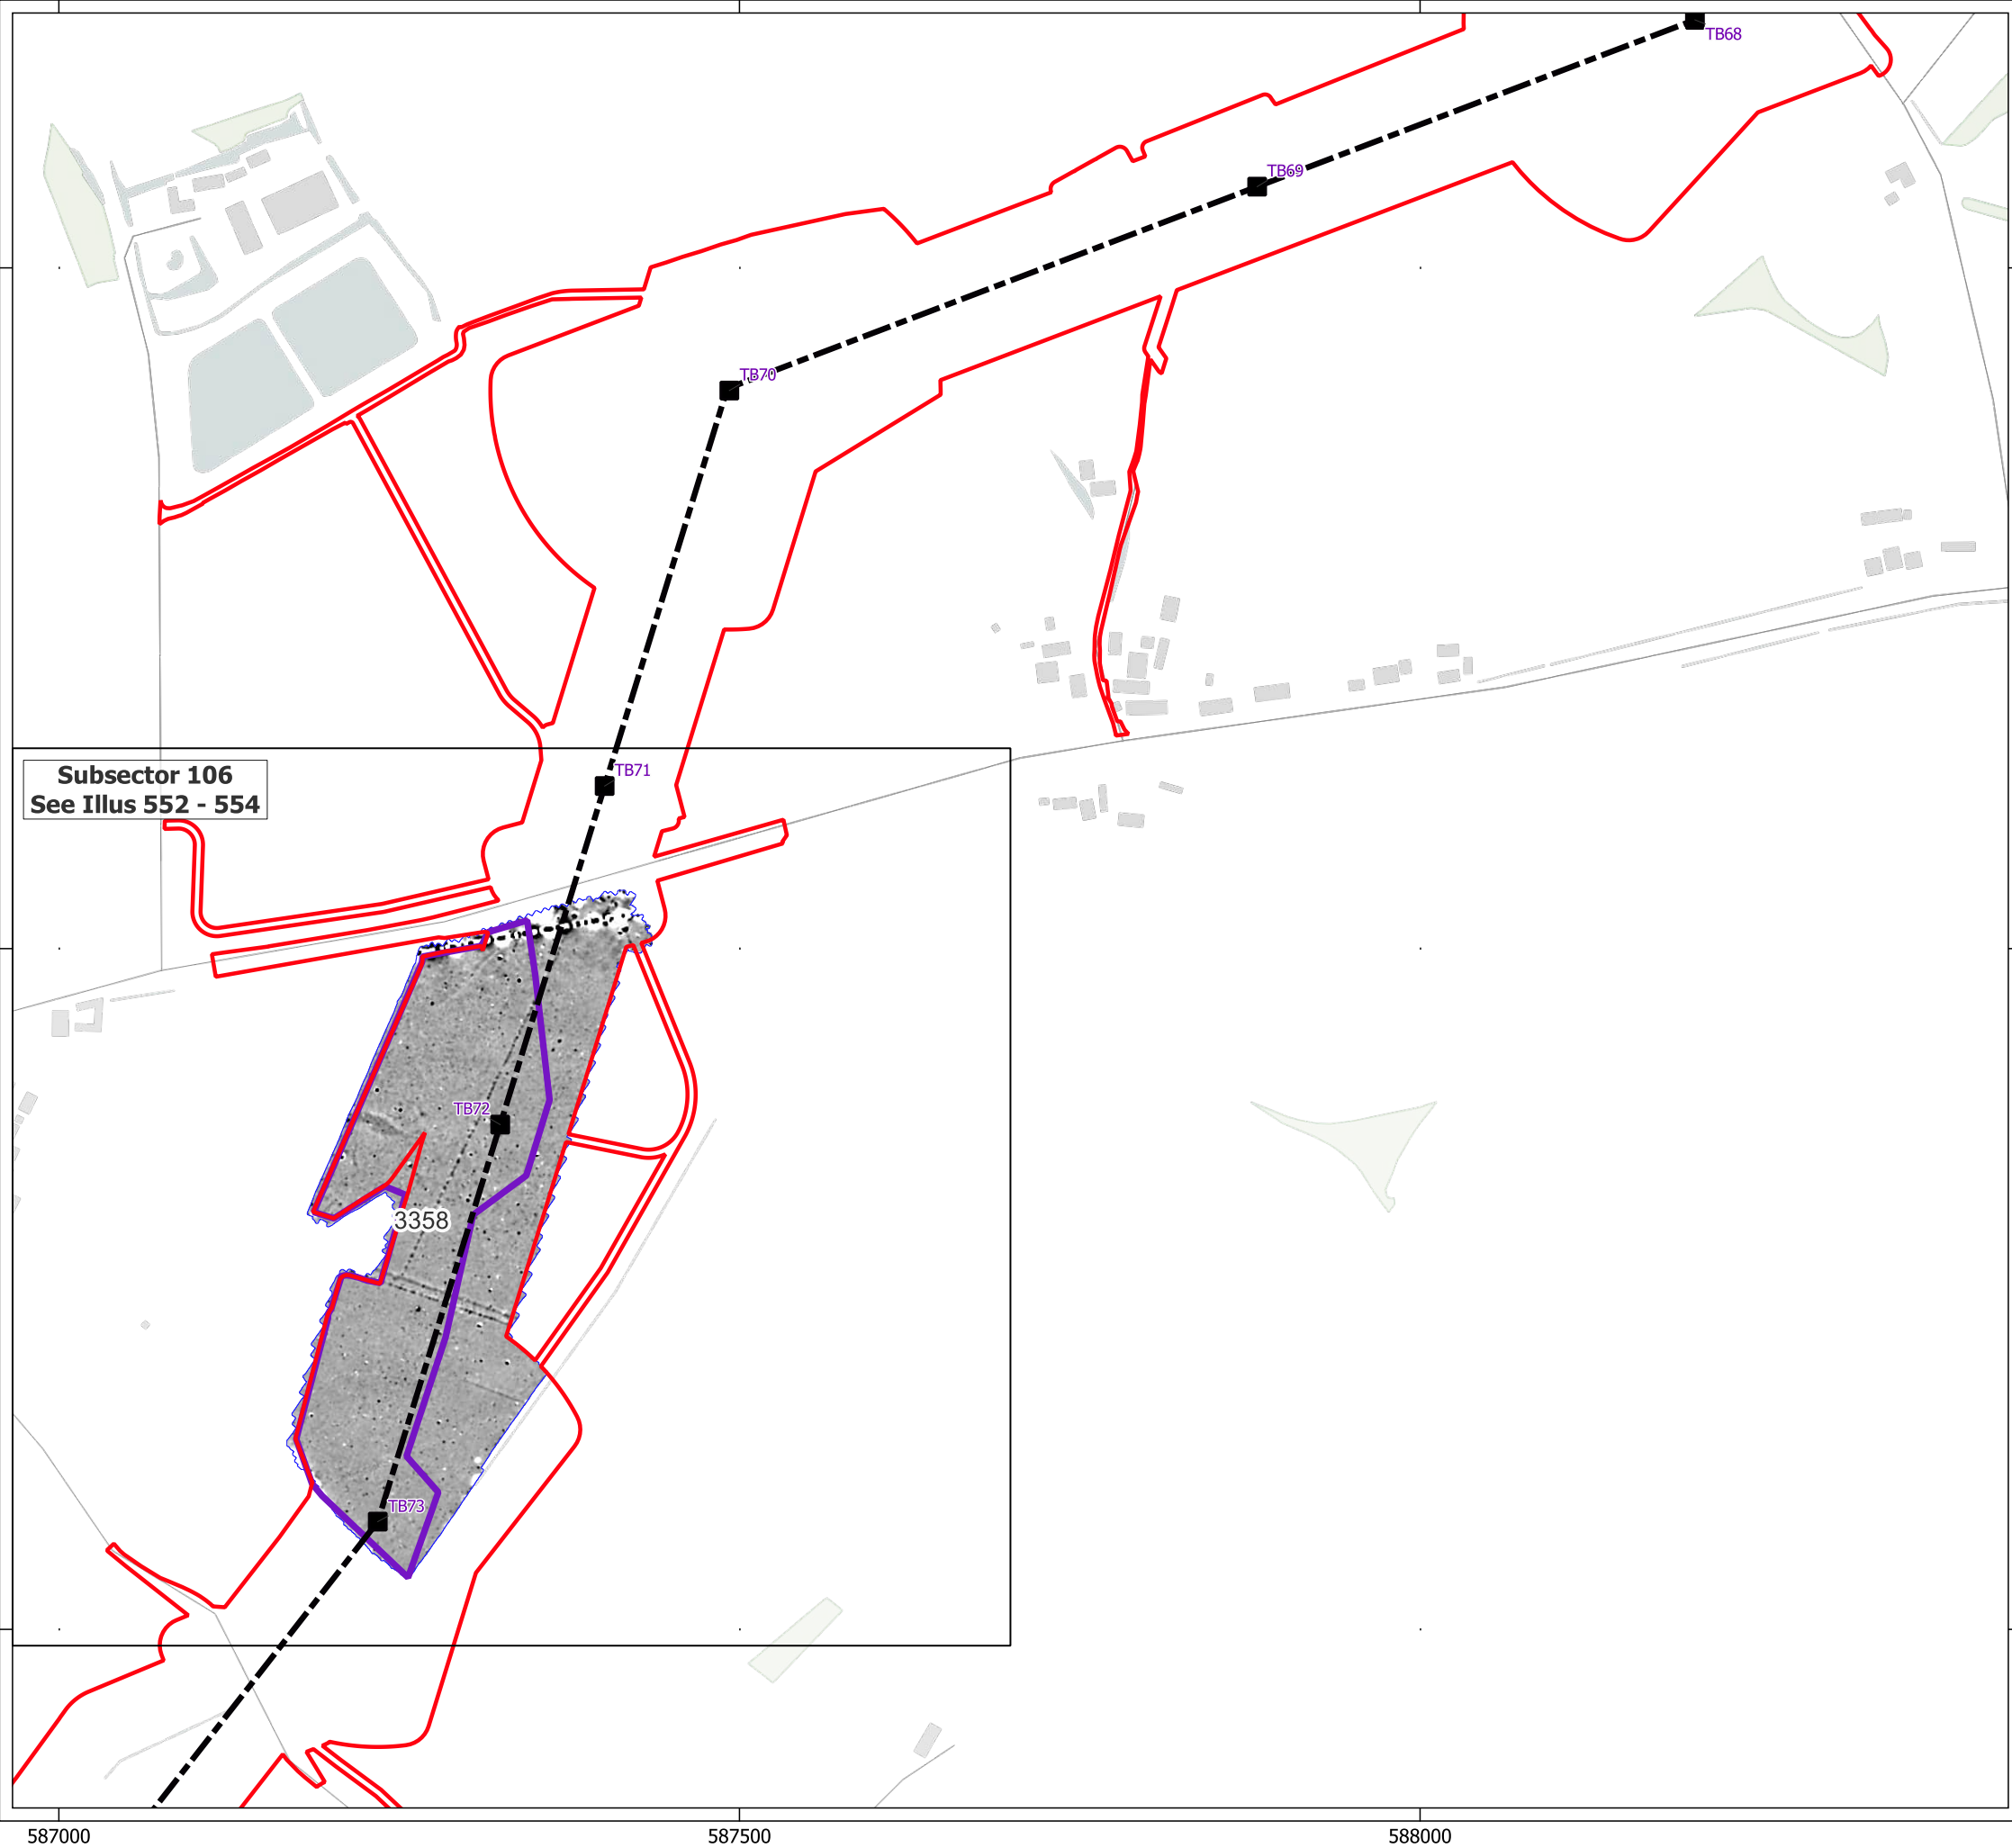 TB68
TB69
TB70
TB71
Subsector 106
See Illus 552 - 554
TB72
3358
TB73
587000
587500
588000